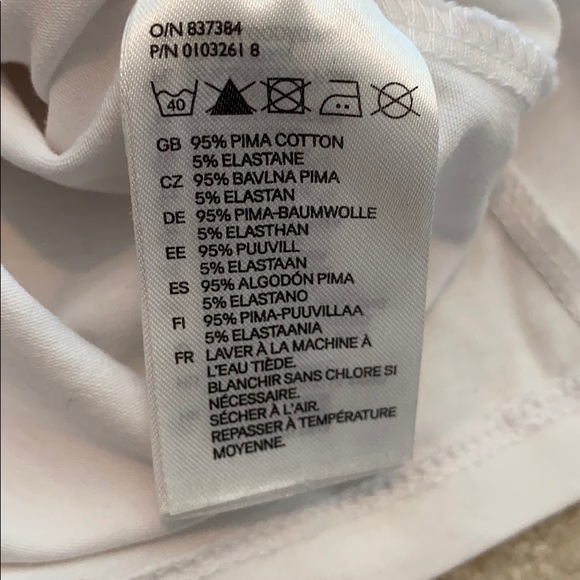 O/N 837384
P/N 0103261 8
40
GB 95% PIMA COTTON
5% ELASTANE
CZ 95% BAVLNA PIMA
5% ELASTAN
DE 95% PIMA-BAUMWOLLE
5% ELASTHAN
EE 95% PUUVILL
5% ELASTAAN
ES 95% ALGODÓN PIMA
5% ELASTANO
FI 95% PIMA-PUUVILLAA
5% ELASTAANIA
FR LAVER À LA MACHINE À
L'EAU TIÈDE.
BLANCHIR SANS CHLORE SI
NÉCESSAIRE.
SÉCHER À L'AIR.
REPASSER À TEMPÉRATURE
MOYENNE.